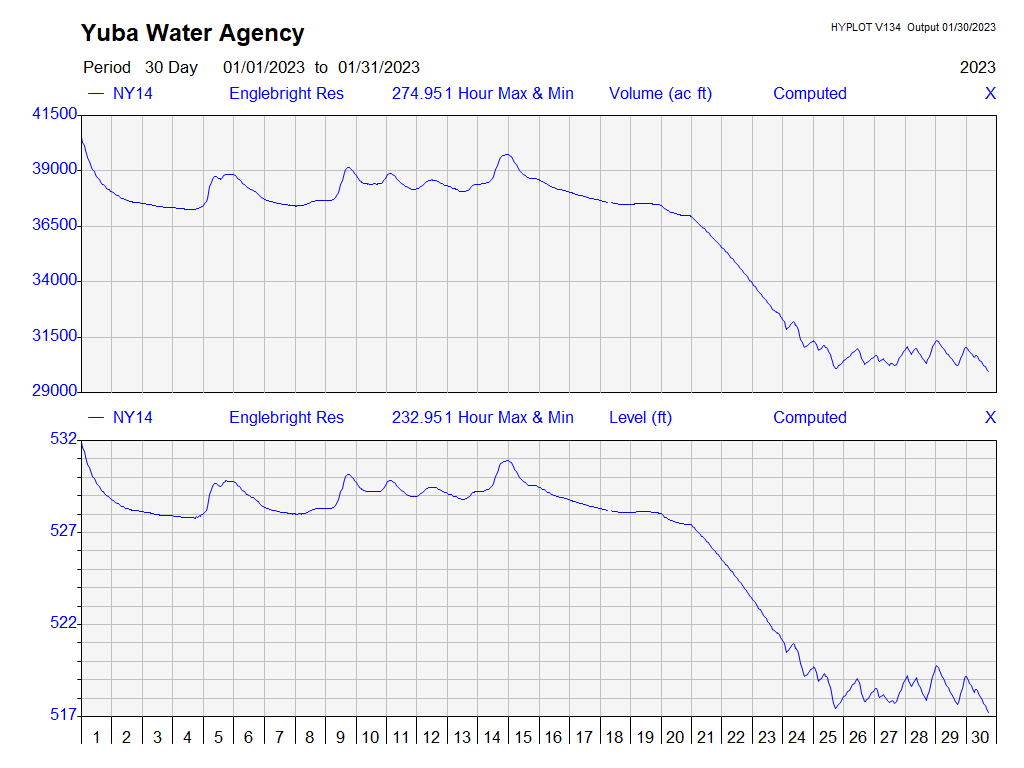 Yuba Water Agency
HYPLOT V134 Output 01/30/2023
Period 30 Day 01/01/2023 to 01/31/2023 2023
— NY14 Englebright Res 274.951 Hour Max & Min Volume (ac ft) Computed X
41500
39000
36500
34000
31500
29000
— NY14 Englebright Res 232.951 Hour Max & Min Level (ft) Computed X
532
527
522
517
1 2 3 4 5 6 7 8 9 10 11 12 13 14 15 16 17 18 19 20 21 22 23 24 25 26 27 28 29 30